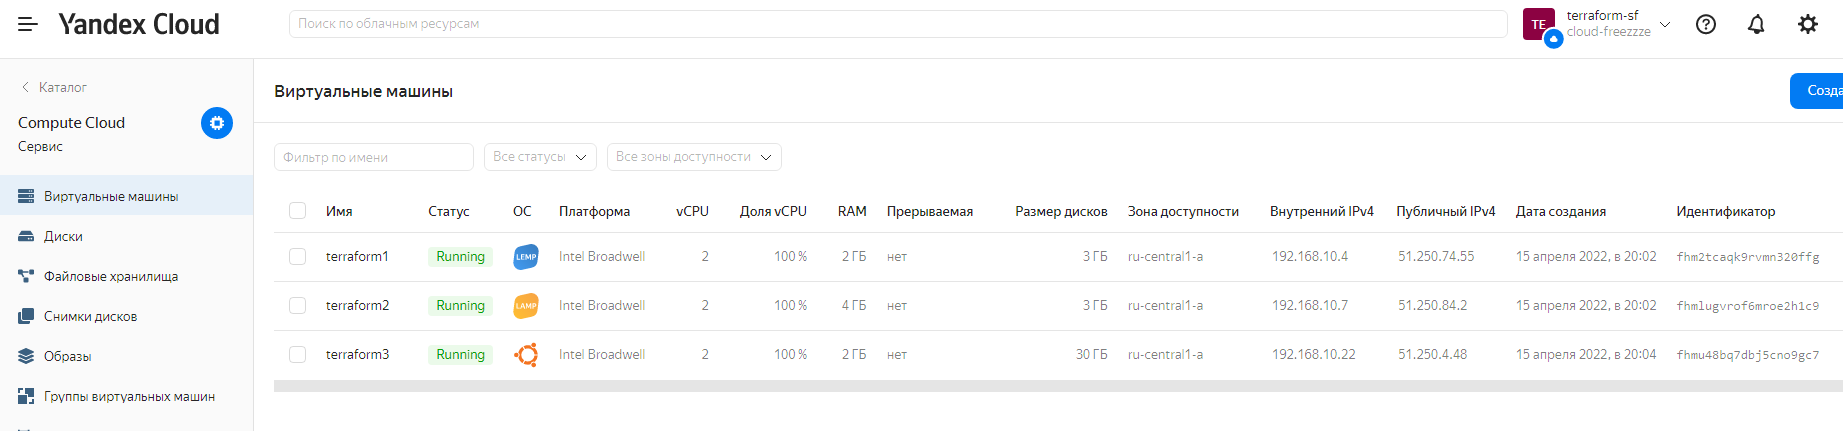 Yandex Cloud
Поиск по облачным ресурсам
TE
terraform-sf
cloud-freezzze
Каталог
Compute Cloud
Сервис
Виртуальные машины
Диски
Файловые хранилища
Снимки дисков
Образы
Группы виртуальных машин
Виртуальные машины
Созда
Фильтр по имени
Все статусы
Все зоны доступности
Имя Статус ОС Платформа vCPU Доля vCPU RAM Прерываемая Размер дисков Зона доступности Внутренний IPv4 Публичный IPv4 Дата создания Идентификатор
terraform1 Running LEMP Intel Broadwell 2 100 % 2 ГБ нет 3 ГБ ru-central1-a 192.168.10.4 51.250.74.55 15 апреля 2022, в 20:02 fhm2tcaqk9rvmn320ffg
terraform2 Running LAMP Intel Broadwell 2 100 % 4 ГБ нет 3 ГБ ru-central1-a 192.168.10.7 51.250.84.2 15 апреля 2022, в 20:02 fhmlugvrof6mroe2h1c9
terraform3 Running Intel Broadwell 2 100 % 2 ГБ нет 30 ГБ ru-central1-a 192.168.10.22 51.250.4.48 15 апреля 2022, в 20:04 fhmu48bq7dbj5cno9gc7